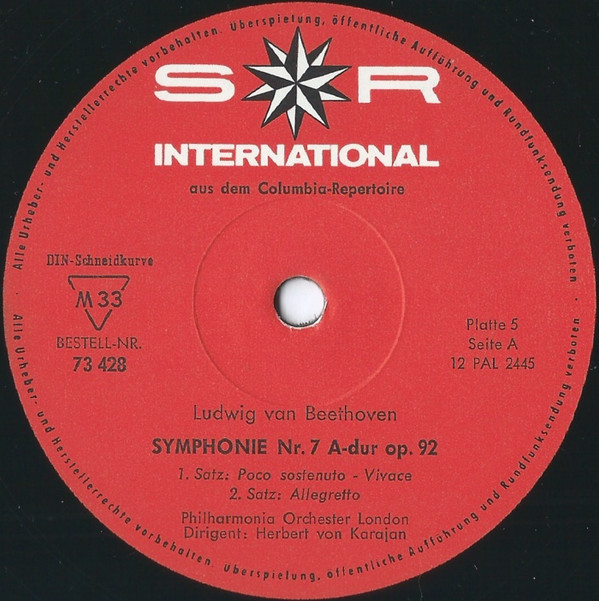 S R
INTERNATIONAL
aus dem Columbia-Repertoire
DIN-Schneidkurve
M 33
BESTELL-NR.
73 428
Platte 5
Seite A
12 PAL 2445
Ludwig van Beethoven
SYMPHONIE Nr. 7 A-dur op. 92
1. Satz: Poco sostenuto - Vivace
2. Satz: Allegretto
Philharmonia Orchester London
Dirigent: Herbert von Karajan
· Alle Urheber- und Herstellerrechte vorbehalten. Überspielung, öffentliche Aufführung und Rundfunksendung verboten ·
Alle Urheber- und Herstellerrechte vorbehalten. Überspielung, öffentliche Aufführung und Rundfunksendung verboten ·